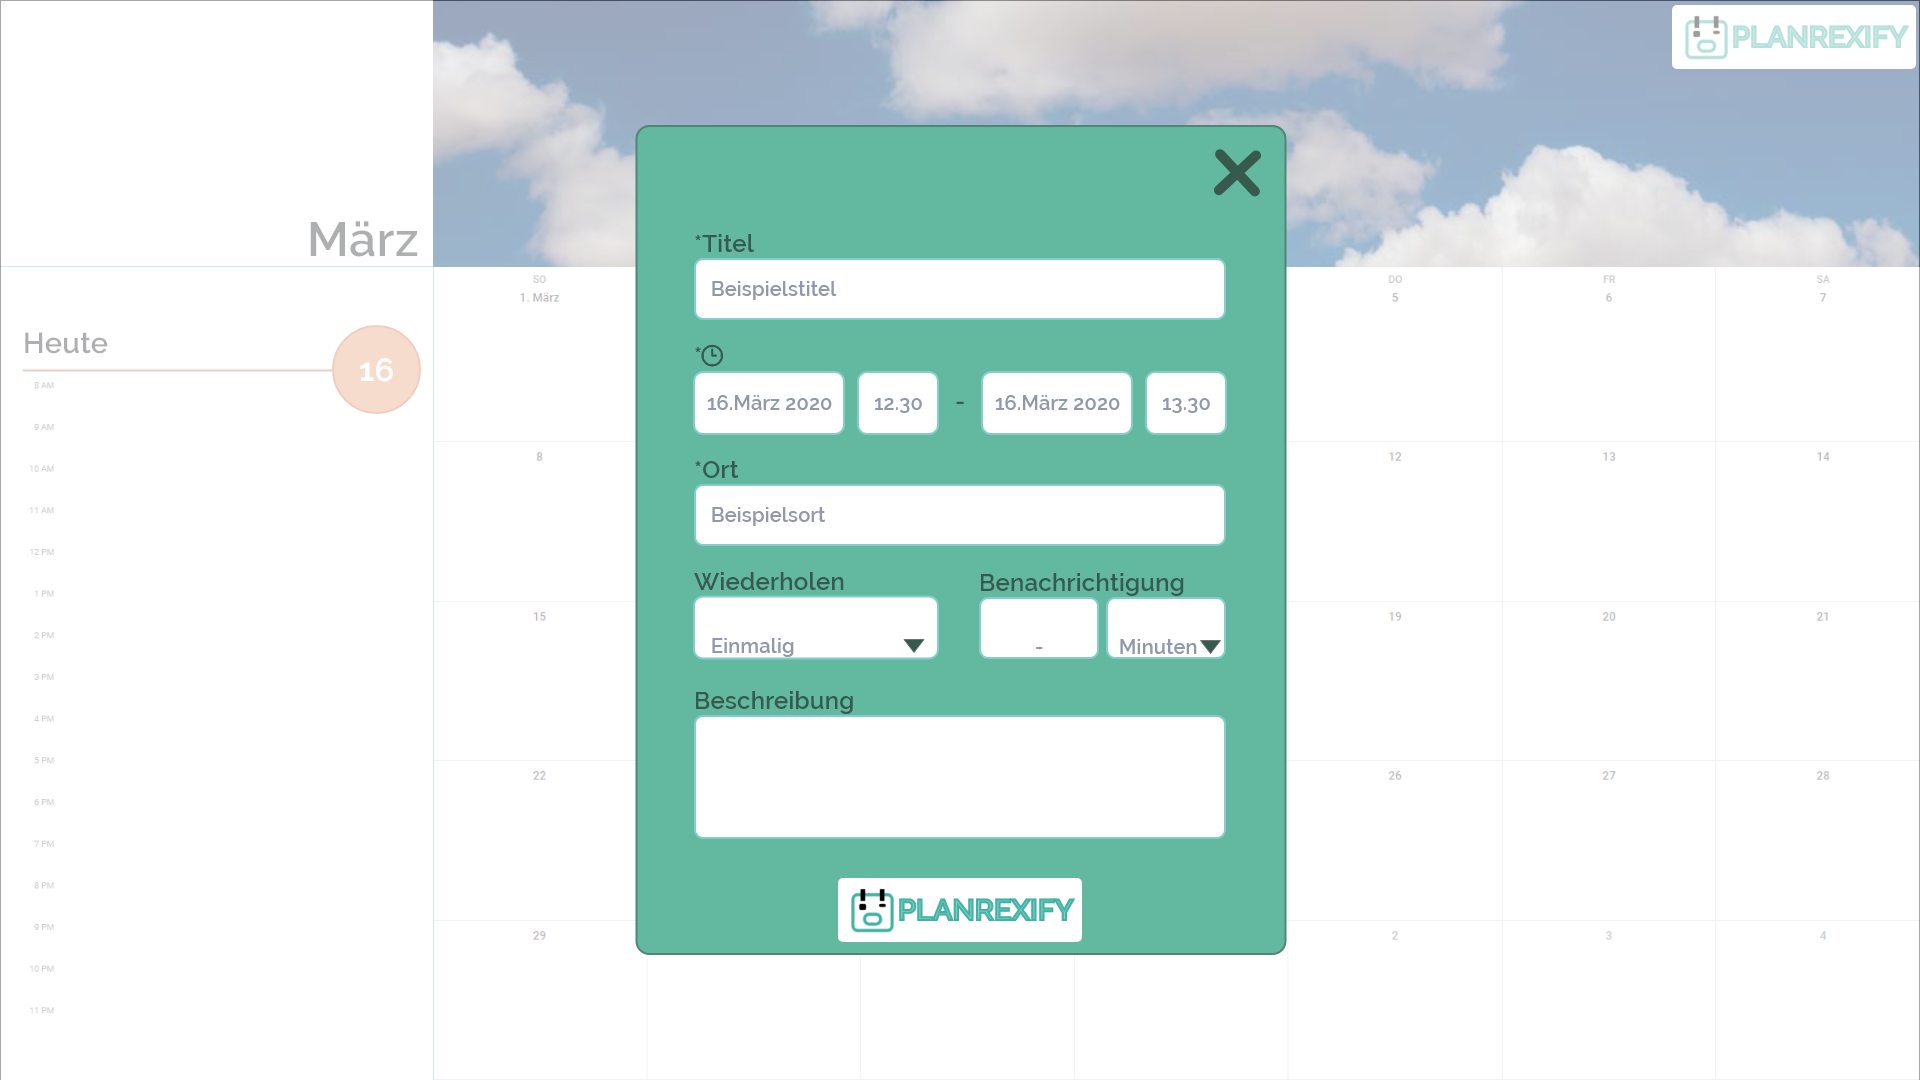 PLANREXIFY
März
Heute
16
8 AM
9 AM
10 AM
11 AM
12 PM
1 PM
2 PM
3 PM
4 PM
5 PM
6 PM
7 PM
8 PM
9 PM
10 PM
11 PM
SO DO FR SA
1. März 5 6 7
8 12 13 14
15 19 20 21
22 26 27 28
29 2 3 4
*Titel
Beispielstitel
*
16.März 2020 12.30 - 16.März 2020 13.30
*Ort
Beispielsort
Wiederholen Benachrichtigung
Einmalig - Minuten
Beschreibung
PLANREXIFY